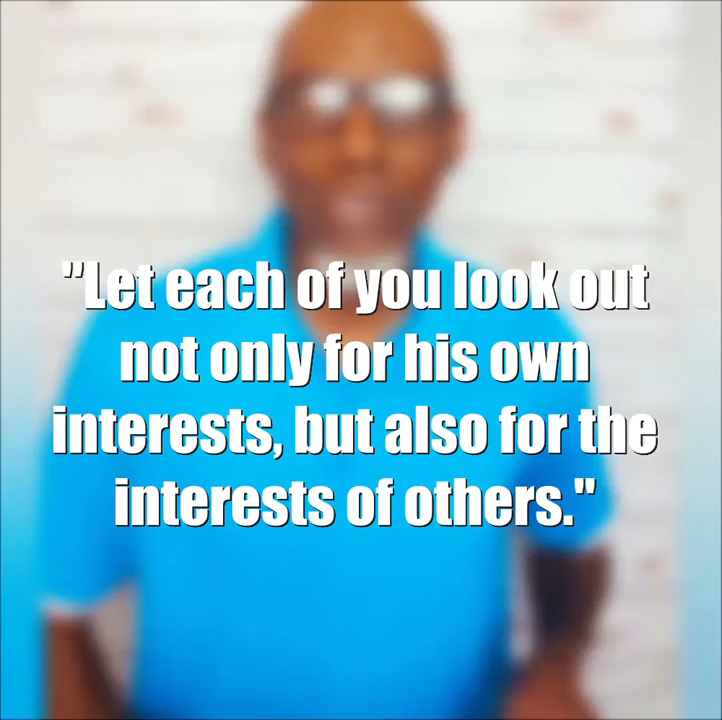 "Let each of you look out
not only for his own
interests, but also for the
interests of others."